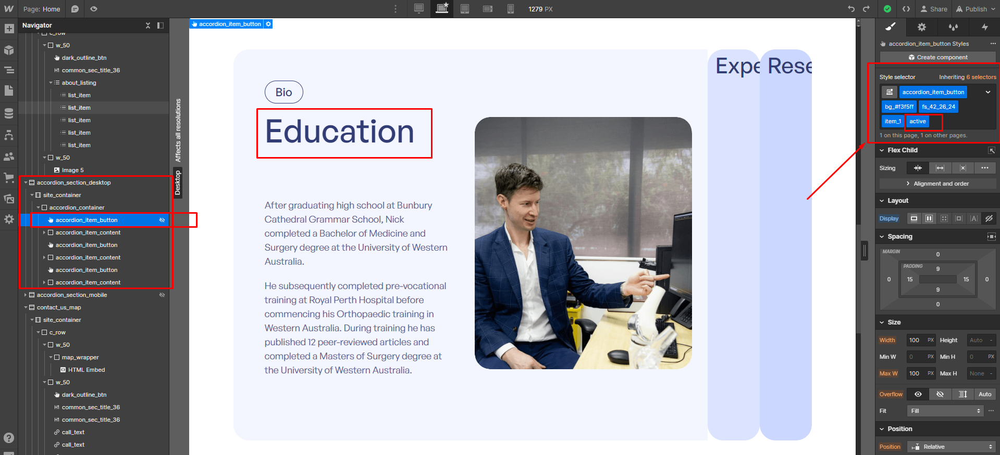 Page: Home
1279 PX
Share
Publish
Navigator
c_row
w_50
dark_outline_btn
H1 common_sec_title_36
about_listing
list_item
list_item
list_item
list_item
list_item
w_50
Image 5
accordion_section_desktop
site_container
accordion_container
accordion_item_button
accordion_item_content
accordion_item_button
accordion_item_content
accordion_item_button
accordion_item_content
accordion_section_mobile
contact_us_map
site_container
c_row
w_50
map_wrapper
HTML Embed
w_50
dark_outline_btn
H1 common_sec_title_36
H1 common_sec_title_36
call_text
call_text
Affects all resolutions
Desktop
accordion_item_button
Bio
Education
After graduating high school at Bunbury
Cathedral Grammar School, Nick
completed a Bachelor of Medicine and
Surgery degree at the University of Western
Australia.
He subsequently completed pre-vocational
training at Royal Perth Hospital before
commencing his Orthopaedic training in
Western Australia. During training he has
published 12 peer-reviewed articles and
completed a Masters of Surgery degree at
the University of Western Australia.
Expe
Rese
accordion_item_button Styles
Create component
Style selector
Inheriting 6 selectors
accordion_item_button
bg_#f3f5ff
fs_42_26_24
item_1
active
1 on this page, 1 on other pages.
Flex Child
Sizing
Alignment and order
Layout
Display
Spacing
MARGIN
0
PADDING
9
0
15
15
0
9
0
Size
Width 100 PX Height Auto -
Min W 0 PX Min H 0 PX
Max W 100 PX Max H None -
Overflow
Auto
Fit
Fill
Position
Position
Relative